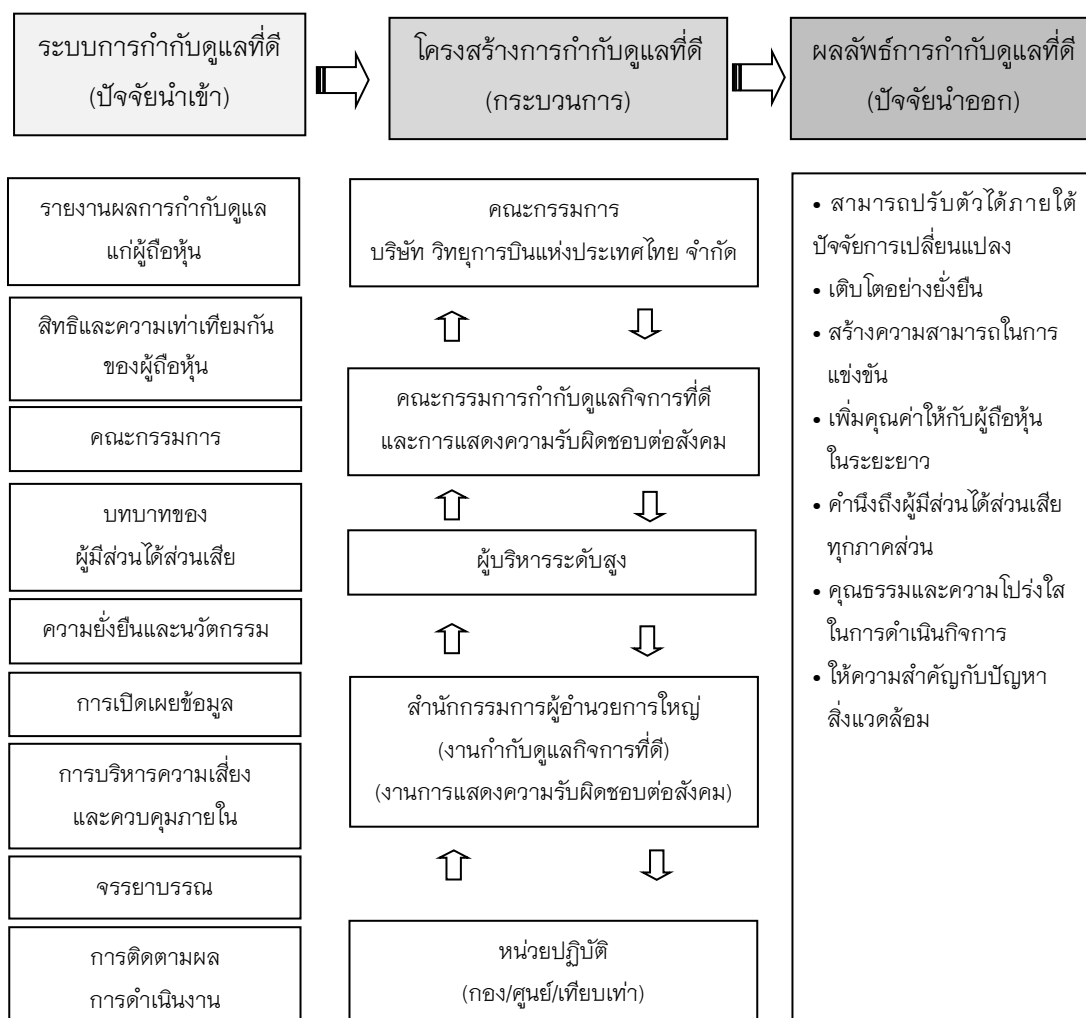 ระบบการกำกับดูแลที่ดี
(ปัจจัยนำเข้า)
โครงสร้างการกำกับดูแลที่ดี
(กระบวนการ)
ผลลัพธ์การกำกับดูแลที่ดี
(ปัจจัยนำออก)
รายงานผลการกำกับดูแล
แก่ผู้ถือหุ้น
สิทธิและความเท่าเทียมกัน
ของผู้ถือหุ้น
คณะกรรมการ
บทบาทของ
ผู้มีส่วนได้ส่วนเสีย
ความยั่งยืนและนวัตกรรม
การเปิดเผยข้อมูล
การบริหารความเสี่ยง
และควบคุมภายใน
จรรยาบรรณ
การติดตามผล
การดำเนินงาน
คณะกรรมการ
บริษัท วิทยุการบินแห่งประเทศไทย จำกัด
คณะกรรมการกำกับดูแลกิจการที่ดี
และการแสดงความรับผิดชอบต่อสังคม
ผู้บริหารระดับสูง
สำนักกรรมการผู้อำนวยการใหญ่
(งานกำกับดูแลกิจการที่ดี)
(งานการแสดงความรับผิดชอบต่อสังคม)
หน่วยปฏิบัติ
(กอง/ศูนย์/เทียบเท่า)
• สามารถปรับตัวได้ภายใต้
ปัจจัยการเปลี่ยนแปลง
• เติบโตอย่างยั่งยืน
• สร้างความสามารถในการ
แข่งขัน
• เพิ่มคุณค่าให้กับผู้ถือหุ้น
ในระยะยาว
• คำนึงถึงผู้มีส่วนได้ส่วนเสีย
ทุกภาคส่วน
• คุณธรรมและความโปร่งใส
ในการดำเนินกิจการ
• ให้ความสำคัญกับปัญหา
สิ่งแวดล้อม